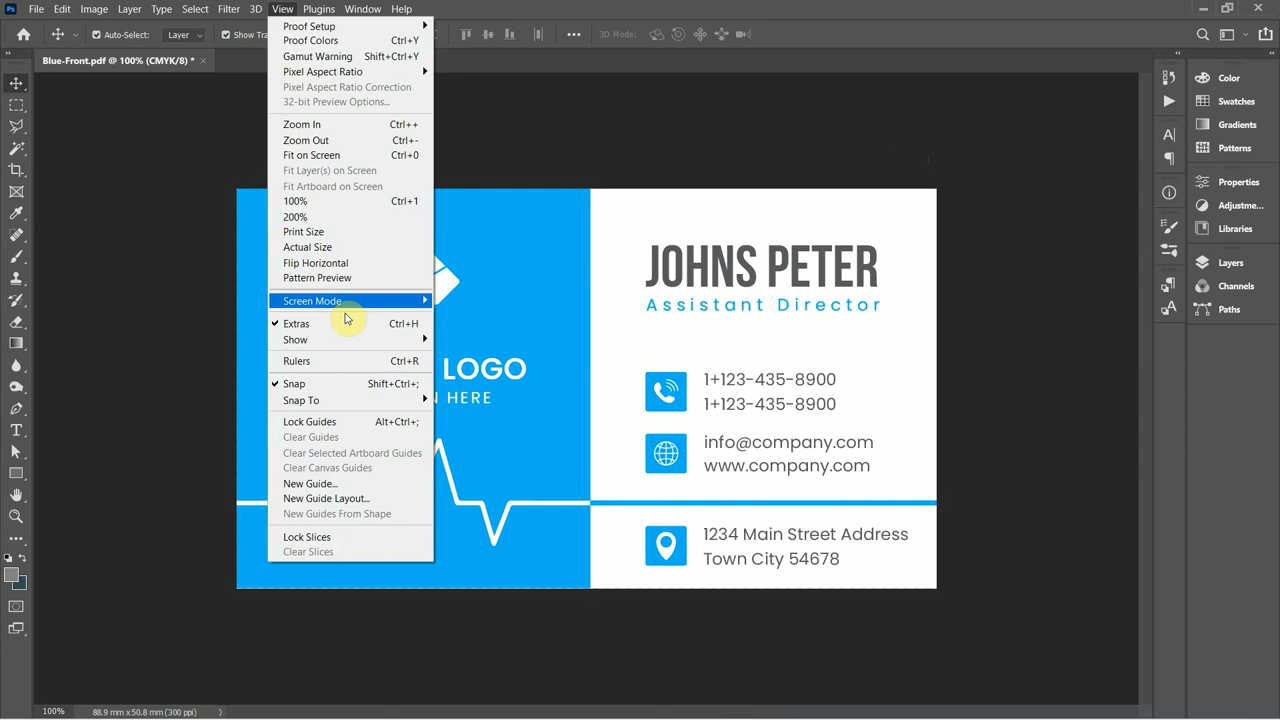 Ps File Edit Image Layer Type Select Filter 3D View Plugins Window Help
Auto-Select: Layer Show Tra 3D Mode:
Blue-Front.pdf @ 100% (CMYK/8) * ×
Proof Setup
Proof Colors Ctrl+Y
Gamut Warning Shift+Ctrl+Y
Pixel Aspect Ratio
Pixel Aspect Ratio Correction
32-bit Preview Options...
Zoom In Ctrl++
Zoom Out Ctrl+-
Fit on Screen Ctrl+0
Fit Layer(s) on Screen
Fit Artboard on Screen
100% Ctrl+1
200%
Print Size
Actual Size
Flip Horizontal
Pattern Preview
Screen Mode
Extras Ctrl+H
Show
Rulers Ctrl+R
Snap Shift+Ctrl+;
Snap To
Lock Guides Alt+Ctrl+;
Clear Guides
Clear Selected Artboard Guides
Clear Canvas Guides
New Guide...
New Guide Layout...
New Guides From Shape
Lock Slices
Clear Slices
LOGO
N HERE
JOHNS PETER
Assistant Director
1+123-435-8900
1+123-435-8900
info@company.com
www.company.com
1234 Main Street Address
Town City 54678
Color
Swatches
Gradients
Patterns
Properties
Adjustme...
Libraries
Layers
Channels
Paths
100% 88.9 mm x 50.8 mm (300 ppi)